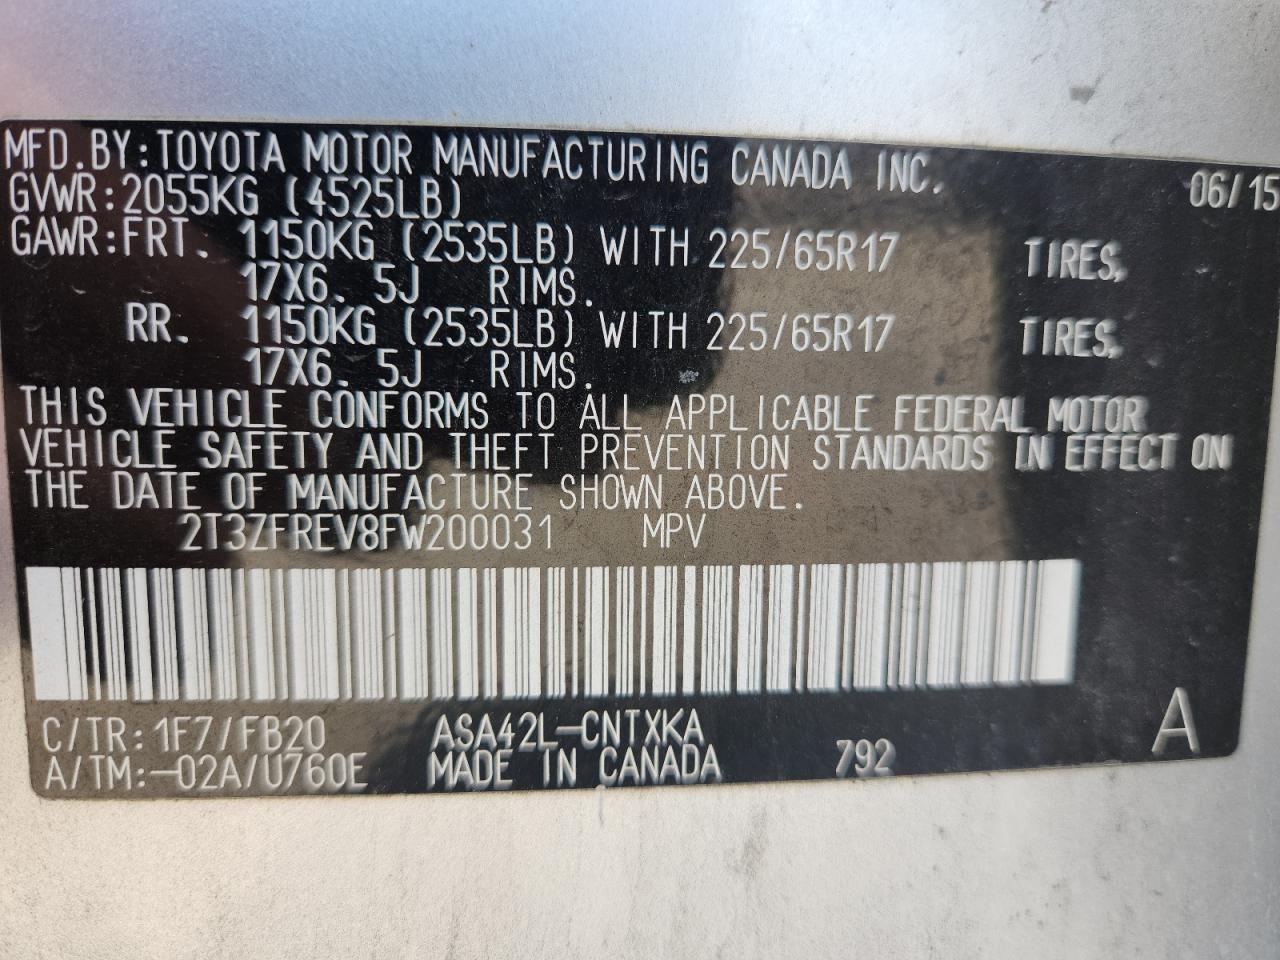 MFD.BY:TOYOTA MOTOR MANUFACTURING CANADA INC. 06/15
GVWR:2055KG (4525LB)
GAWR:FRT. 1150KG (2535LB) WITH 225/65R17 TIRES,
17X6. 5J RIMS.
RR. 1150KG (2535LB) WITH 225/65R17 TIRES,
17X6. 5J RIMS.
THIS VEHICLE CONFORMS TO ALL APPLICABLE FEDERAL MOTOR
VEHICLE SAFETY AND THEFT PREVENTION STANDARDS IN EFFECT ON
THE DATE OF MANUFACTURE SHOWN ABOVE.
2T3ZFREV8FW200031 MPV
C/TR:1F7/FB20 ASA42L-CNTXKA A
A/TM:-02A/U760E MADE IN CANADA 792